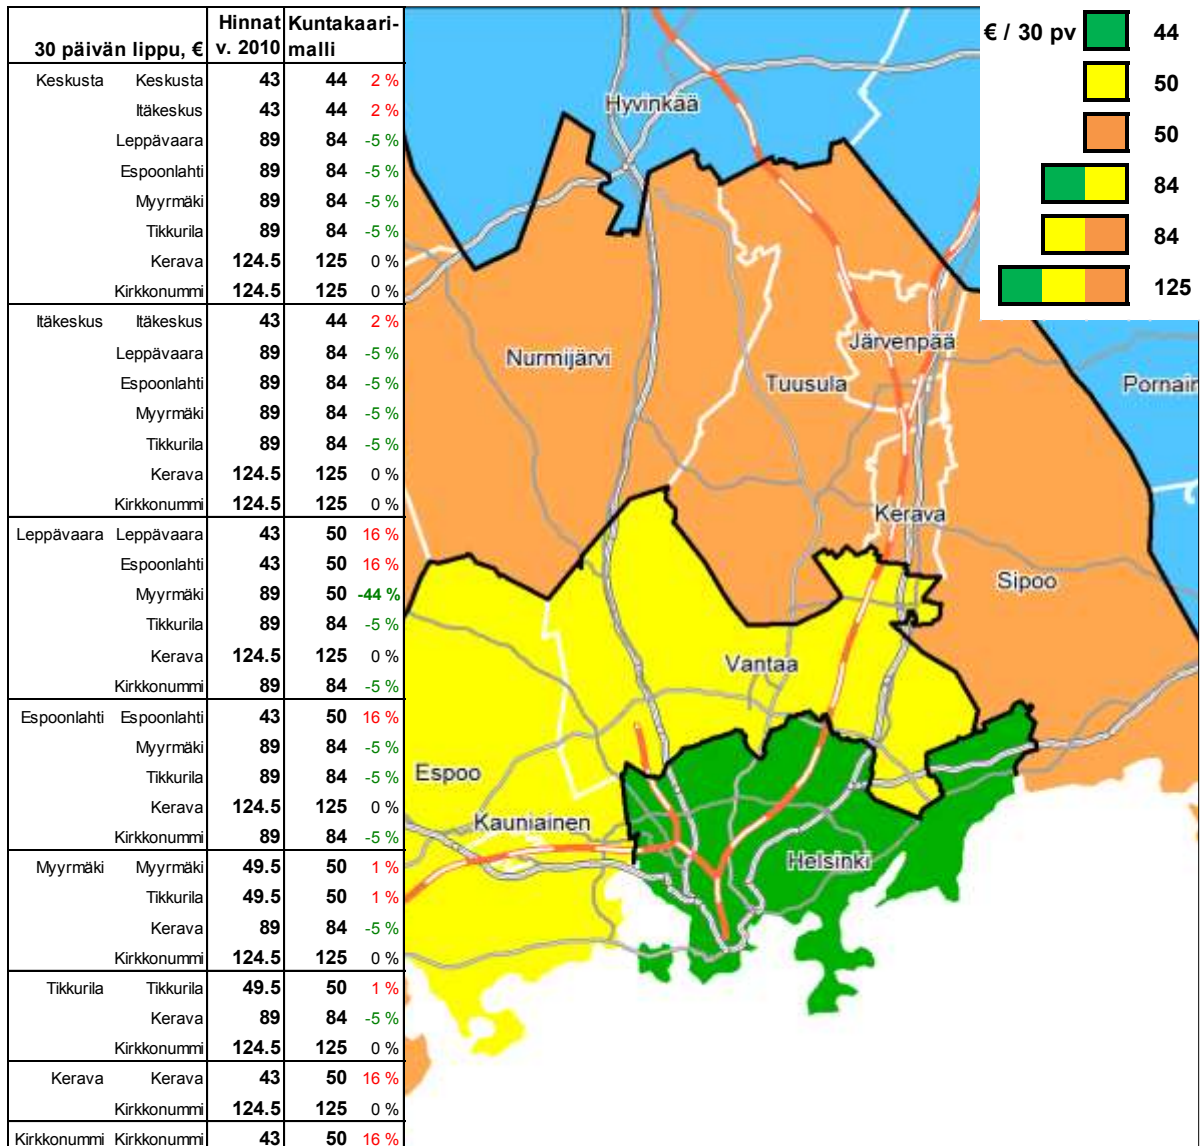 30 päivän lippu, € Hinnat v. 2010 Kuntakaari-malli
Keskusta Keskusta 43 44 2 %
Itäkeskus 43 44 2 %
Leppävaara 89 84 -5 %
Espoonlahti 89 84 -5 %
Myyrmäki 89 84 -5 %
Tikkurila 89 84 -5 %
Kerava 124.5 125 0 %
Kirkkonummi 124.5 125 0 %
Itäkeskus Itäkeskus 43 44 2 %
Leppävaara 89 84 -5 %
Espoonlahti 89 84 -5 %
Myyrmäki 89 84 -5 %
Tikkurila 89 84 -5 %
Kerava 124.5 125 0 %
Kirkkonummi 124.5 125 0 %
Leppävaara Leppävaara 43 50 16 %
Espoonlahti 43 50 16 %
Myyrmäki 89 50 -44 %
Tikkurila 89 84 -5 %
Kerava 124.5 125 0 %
Kirkkonummi 89 84 -5 %
Espoonlahti Espoonlahti 43 50 16 %
Myyrmäki 89 84 -5 %
Tikkurila 89 84 -5 %
Kerava 124.5 125 0 %
Kirkkonummi 89 84 -5 %
Myyrmäki Myyrmäki 49.5 50 1 %
Tikkurila 49.5 50 1 %
Kerava 89 84 -5 %
Kirkkonummi 124.5 125 0 %
Tikkurila Tikkurila 49.5 50 1 %
Kerava 89 84 -5 %
Kirkkonummi 124.5 125 0 %
Kerava Kerava 43 50 16 %
Kirkkonummi 124.5 125 0 %
Kirkkonummi Kirkkonummi 43 50 16 %
€ / 30 pv 44
50
50
84
84
125
Hyvinkää
Nurmijärvi
Järvenpää
Tuusula
Pornair
Kerava
Sipoo
Vantaa
Espoo
Kauniainen
Helsinki